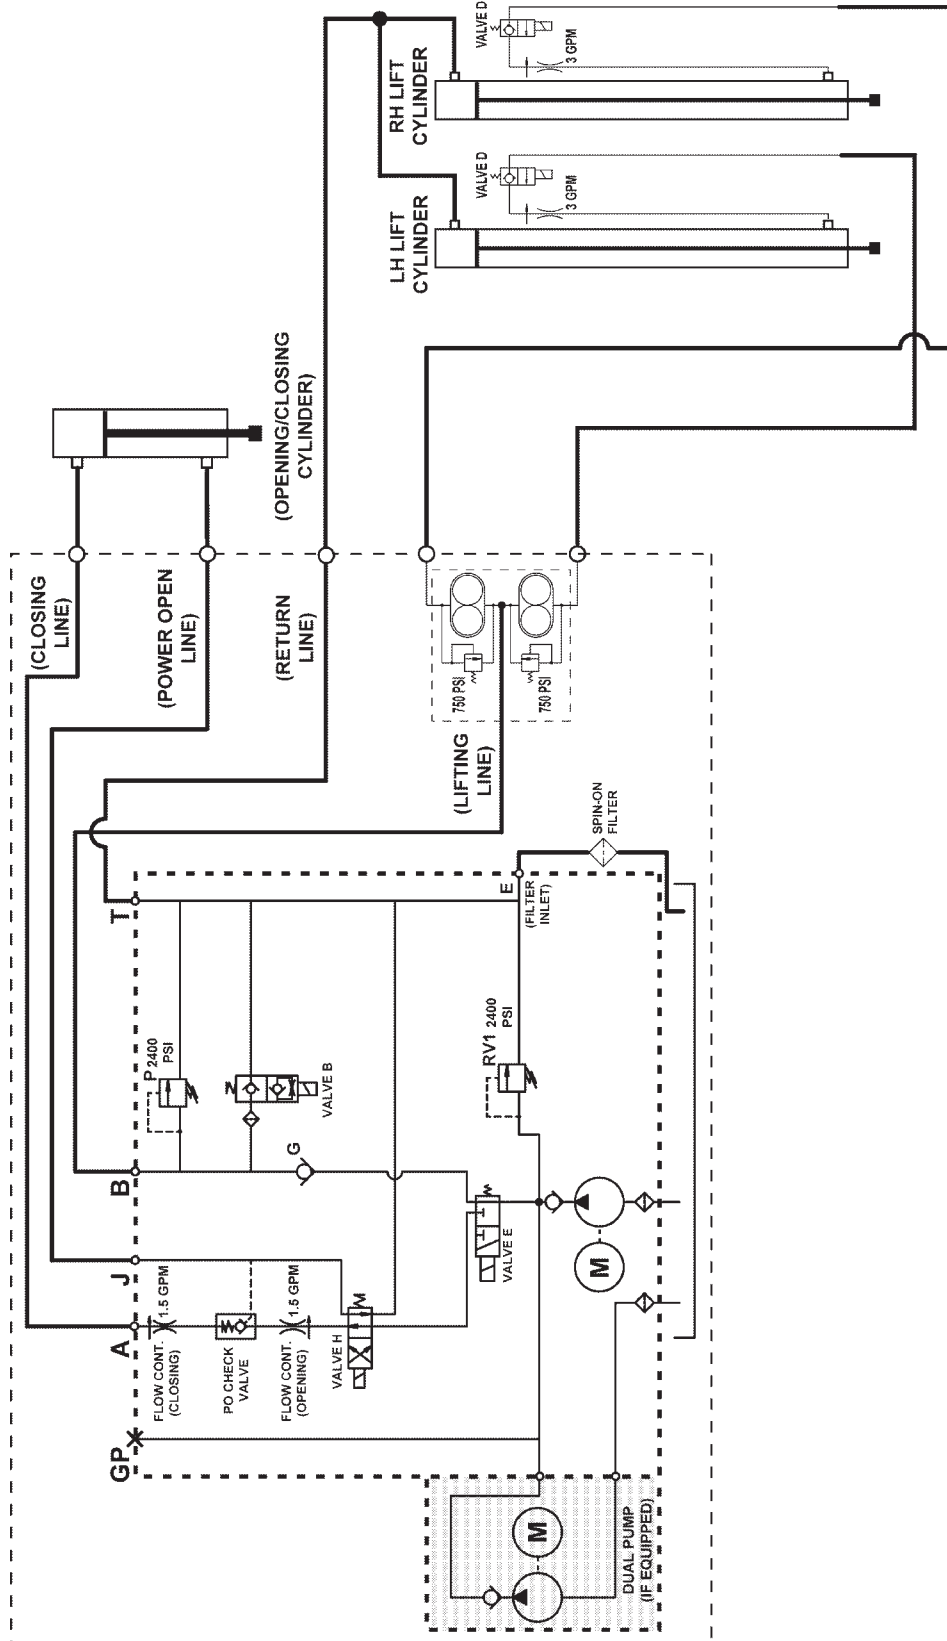 VALVE D
3 GPM
RH LIFT
CYLINDER
VALVE D
3 GPM
LH LIFT
CYLINDER
(OPENING/CLOSING
CYLINDER)
(CLOSING
LINE)
(POWER OPEN
LINE)
(RETURN
LINE)
750 PSI
750 PSI
(LIFTING
LINE)
SPIN-ON
FILTER
T
E
(FILTER
INLET)
P 2400
PSI
VALVE B
RV1 2400
PSI
B
G
VALVE E
M
J
A
1.5 GPM
FLOW CONT.
(CLOSING)
PO CHECK
VALVE
1.5 GPM
FLOW CONT.
(OPENING)
VALVE H
GP
M
DUAL PUMP
(IF EQUIPPED)